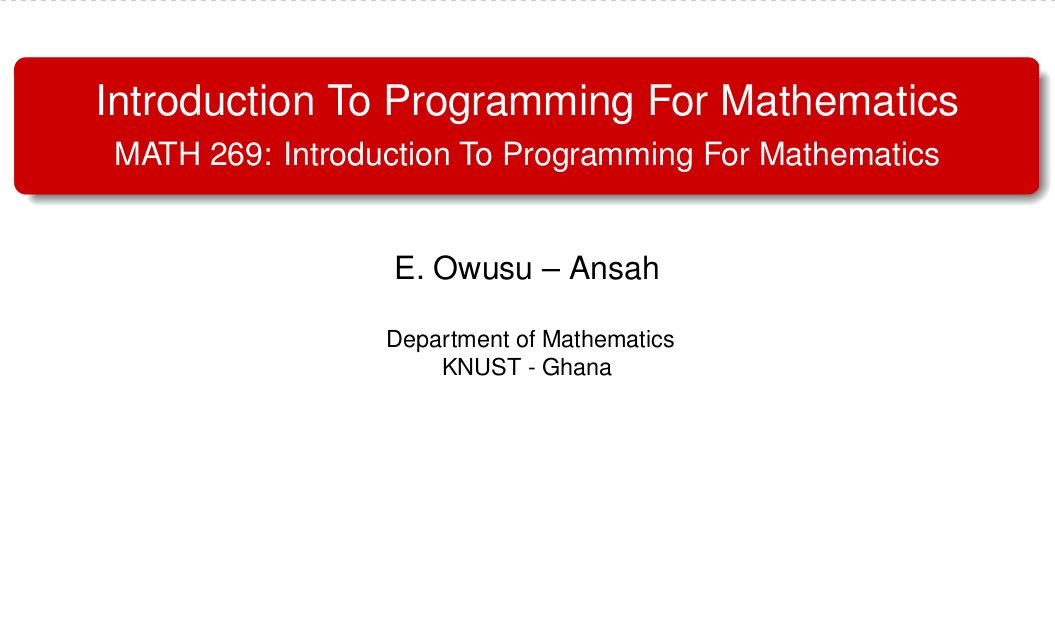 Introduction To Programming For Mathematics
MATH 269: Introduction To Programming For Mathematics
E. Owusu – Ansah
Department of Mathematics
KNUST - Ghana